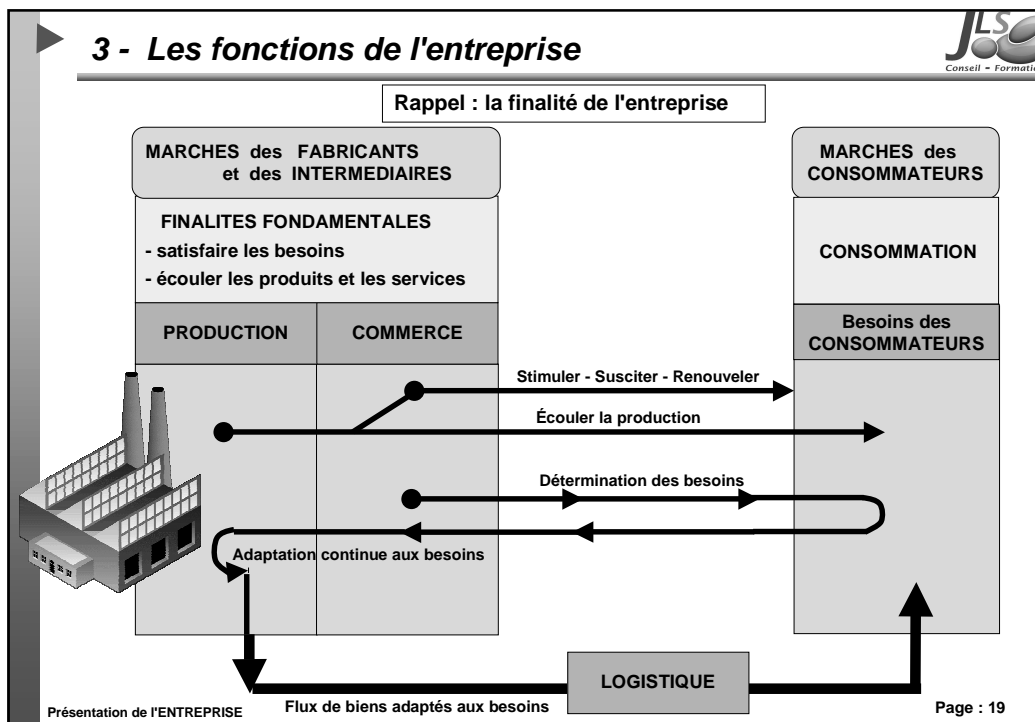 3 - Les fonctions de l'entreprise
JLS
Conseil - Formation
Rappel : la finalité de l'entreprise
MARCHES des FABRICANTS
et des INTERMEDIAIRES
MARCHES des
CONSOMMATEURS
FINALITES FONDAMENTALES
- satisfaire les besoins
- écouler les produits et les services
CONSOMMATION
PRODUCTION
COMMERCE
Besoins des
CONSOMMATEURS
Stimuler - Susciter - Renouveler
Écouler la production
Détermination des besoins
Adaptation continue aux besoins
LOGISTIQUE
Flux de biens adaptés aux besoins
Présentation de l'ENTREPRISE
Page : 19